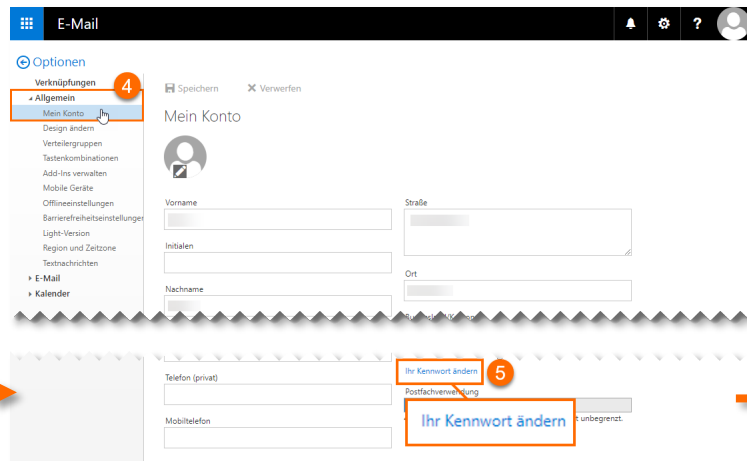 E-Mail
?
Optionen
Verknüpfungen
4
Allgemein
Mein Konto
Design ändern
Verteilergruppen
Tastenkombinationen
Add-Ins verwalten
Mobile Geräte
Offlineeinstellungen
Barrierefreiheitseinstellungen
Light-Version
Region und Zeitzone
Textnachrichten
E-Mail
Kalender
Speichern
Verwerfen
Mein Konto
Vorname
Initialen
Nachname
Straße
Ort
Telefon (privat)
Mobiltelefon
Ihr Kennwort ändern
5
Postfachverwendung
Ihr Kennwort ändern
t unbegrenzt.